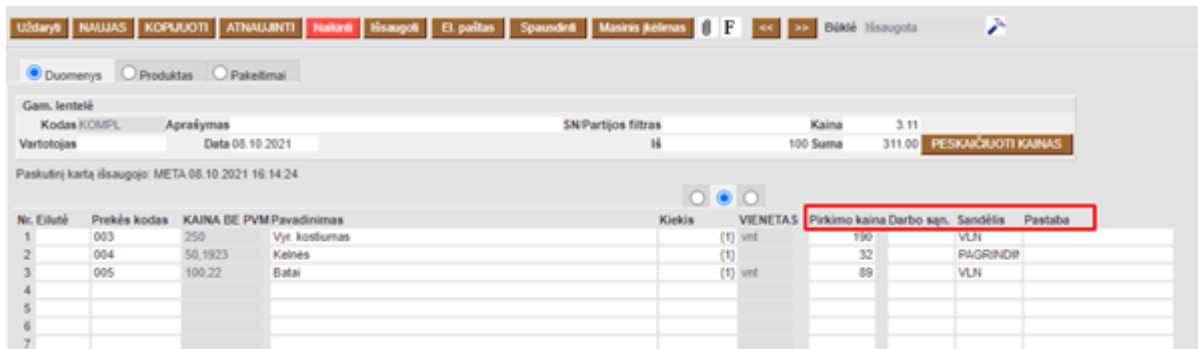 Uždaryti NAUJAS KOPIJUOTI ATNAUJINTI Naikinti Išsaugoti El. paštas Spausdinti Masinis įkėlimas F << >> Būklė Išsaugota
Duomenys Produktas Pakeitimai
Gam. lentelė
Kodas KOMPL Aprašymas SN/Partijos filtras Kaina 3.11
Vartotojas Data 08.10.2021 Iš 100 Suma 311.00 PESKAIČIUOTI KAINAS
Paskutinį kartą išsaugojo: META 08.10.2021 16:14:24
Nr. Eilutė Prekės kodas KAINA BE PVM Pavadinimas Kiekis VIENETAS Pirkimo kaina Darbo sąn. Sandėlis Pastaba
1 003 250 Vyr. kostiumas (1) vnt 190 VLN
2 004 50,1923 Kelnės (1) 32 PAGRINDIN
3 005 100,22 Batai (1) vnt 89 VLN
4
5
6
7